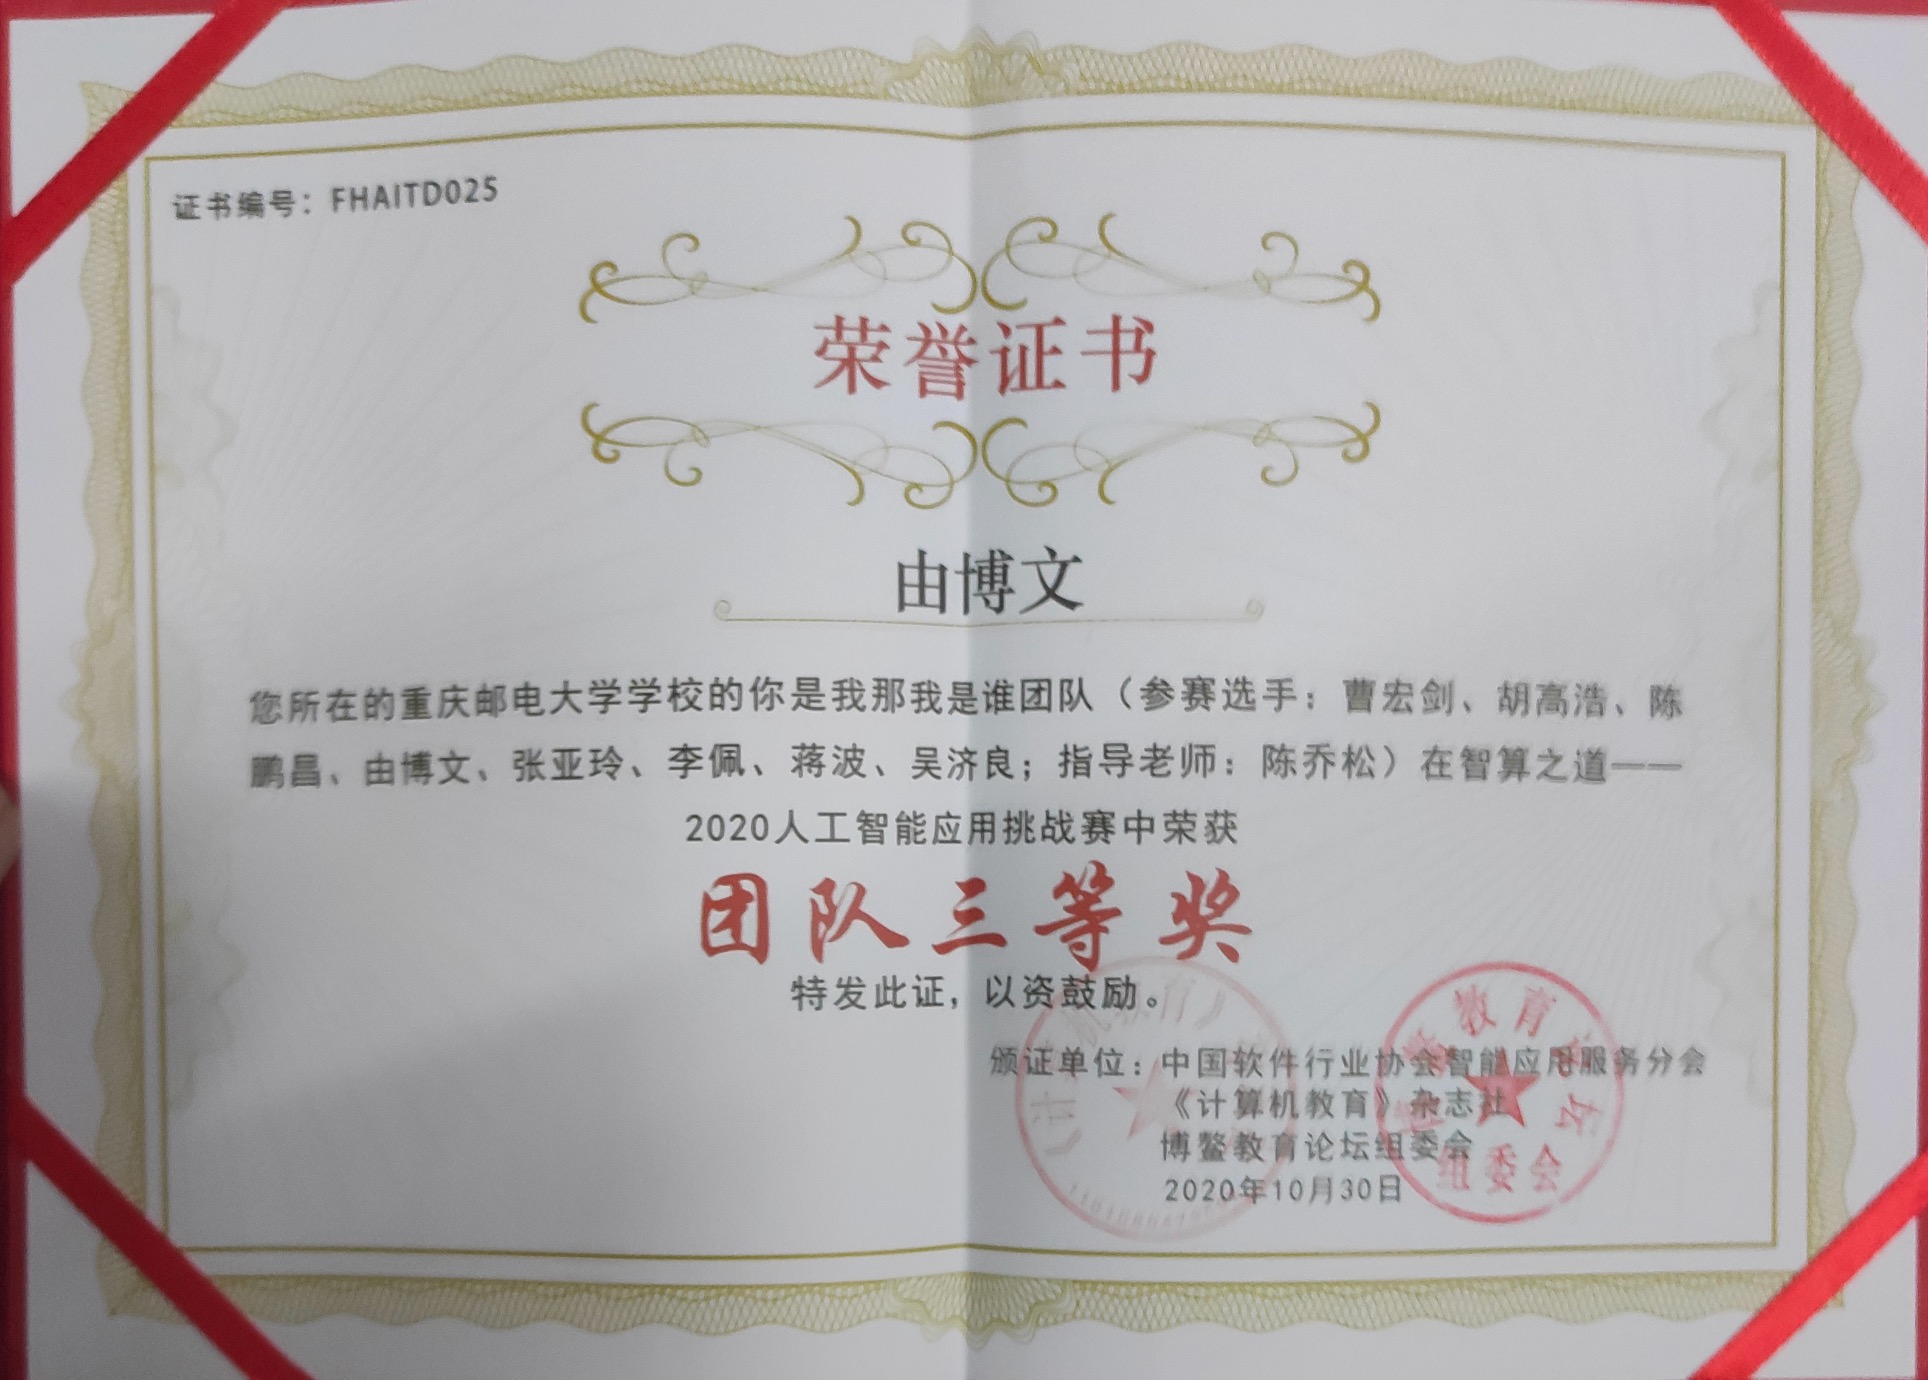 证书编号：FHAITD025
荣誉证书
由博文
您所在的重庆邮电大学学校的你是我那我是谁团队（参赛选手：曹宏剑、胡高浩、陈
鹏昌、由博文、张亚玲、李佩、蒋波、吴济良；指导老师：陈乔松）在智算之道——
2020人工智能应用挑战赛中荣获
团队三等奖
特发此证，以资鼓励。
颁证单位：中国软件行业协会智能应用服务分会
《计算机教育》杂志社
博鳌教育论坛组委会
2020年10月30日
教育
坛
组委会